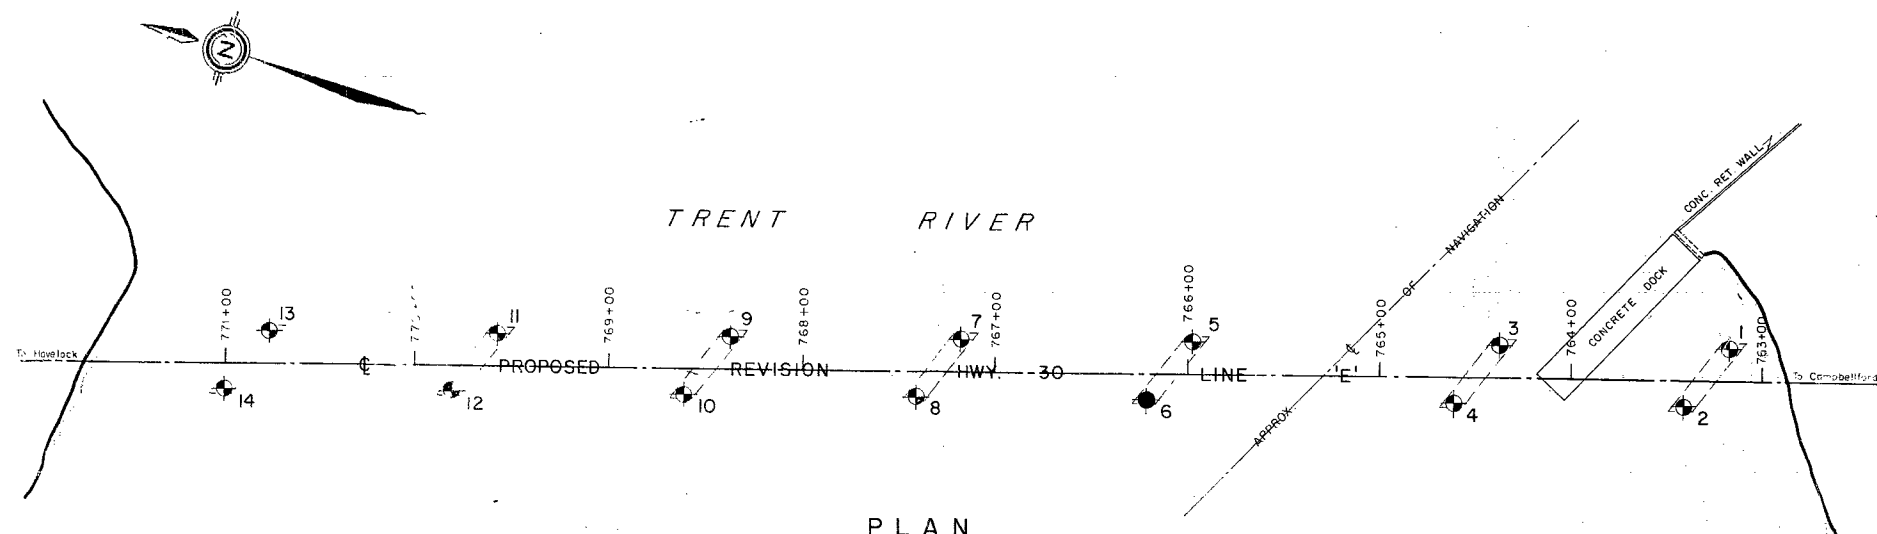 N
TRENT RIVER
CONC. RET. WALL
NAVIGATION
OF
℄
APPROX.
CONCRETE DOCK
771+00
769+00
768+00
767+00
766+00
765+00
764+00
763+00
13
11
9
7
5
3
1
To Havelock
℄ PROPOSED REVISION HWY. 30 LINE 'E'
To Campbellford
14
12
10
8
6
4
2
PLAN